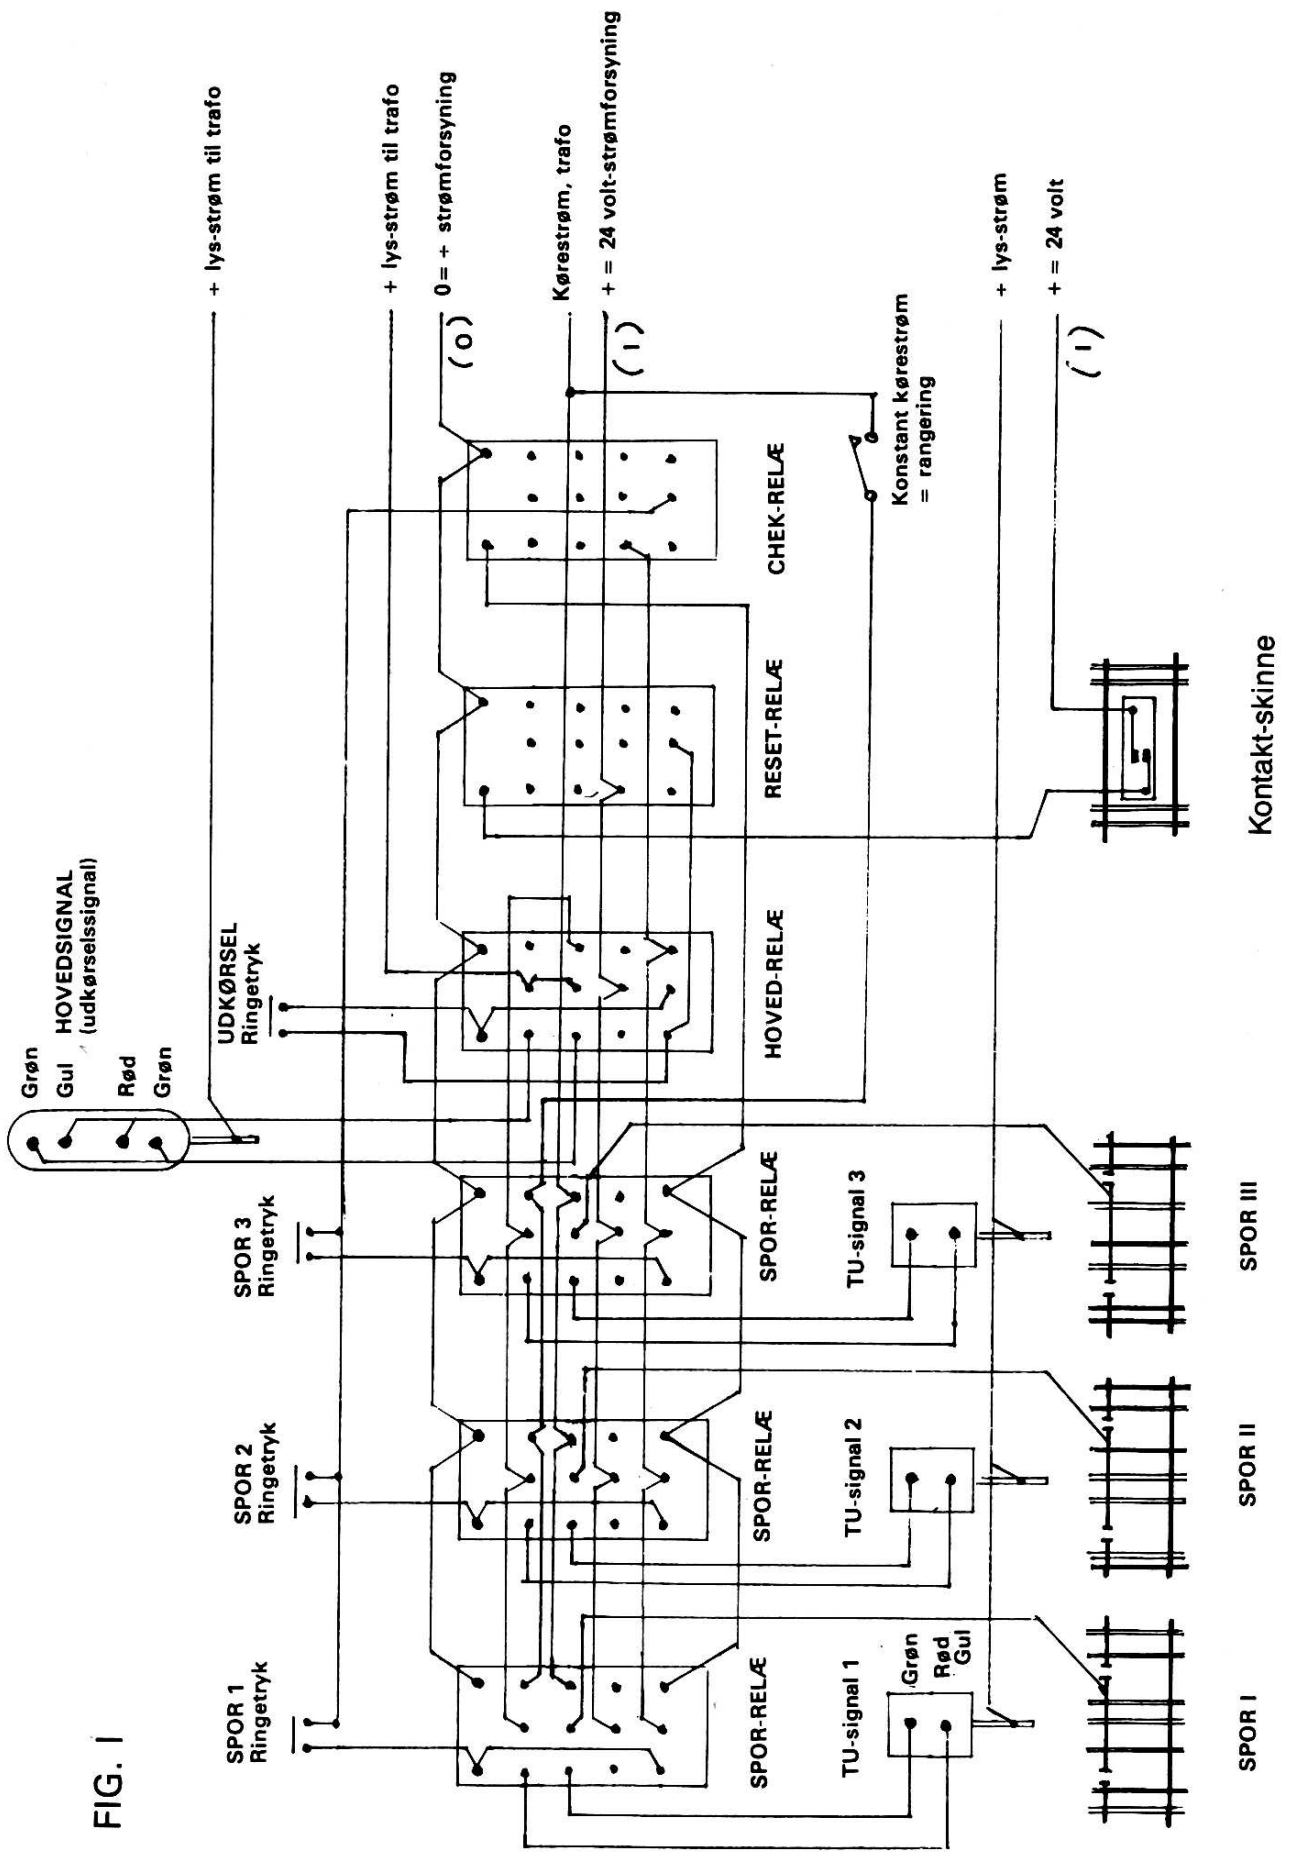 FIG. 1
SPOR 1
Ringetryk
SPOR 2
Ringetryk
SPOR 3
Ringetryk
Grøn
Gul
Rød
Grøn
HOVEDSIGNAL
(udkørselssignal)
UDKØRSEL
Ringetryk
+ lys-strøm til trafo
+ lys-strøm til trafo
0= + strømforsyning
(0)
Kørestrøm, trafo
+ = 24 volt-strømforsyning
(1)
SPOR-RELÆ
SPOR-RELÆ
SPOR-RELÆ
HOVED-RELÆ
RESET-RELÆ
CHEK-RELÆ
Konstant kørestrøm
= rangering
TU-signal 1
Grøn
Rød
Gul
TU-signal 2
TU-signal 3
+ lys-strøm
+ = 24 volt
(1)
SPOR I
SPOR II
SPOR III
Kontakt-skinne